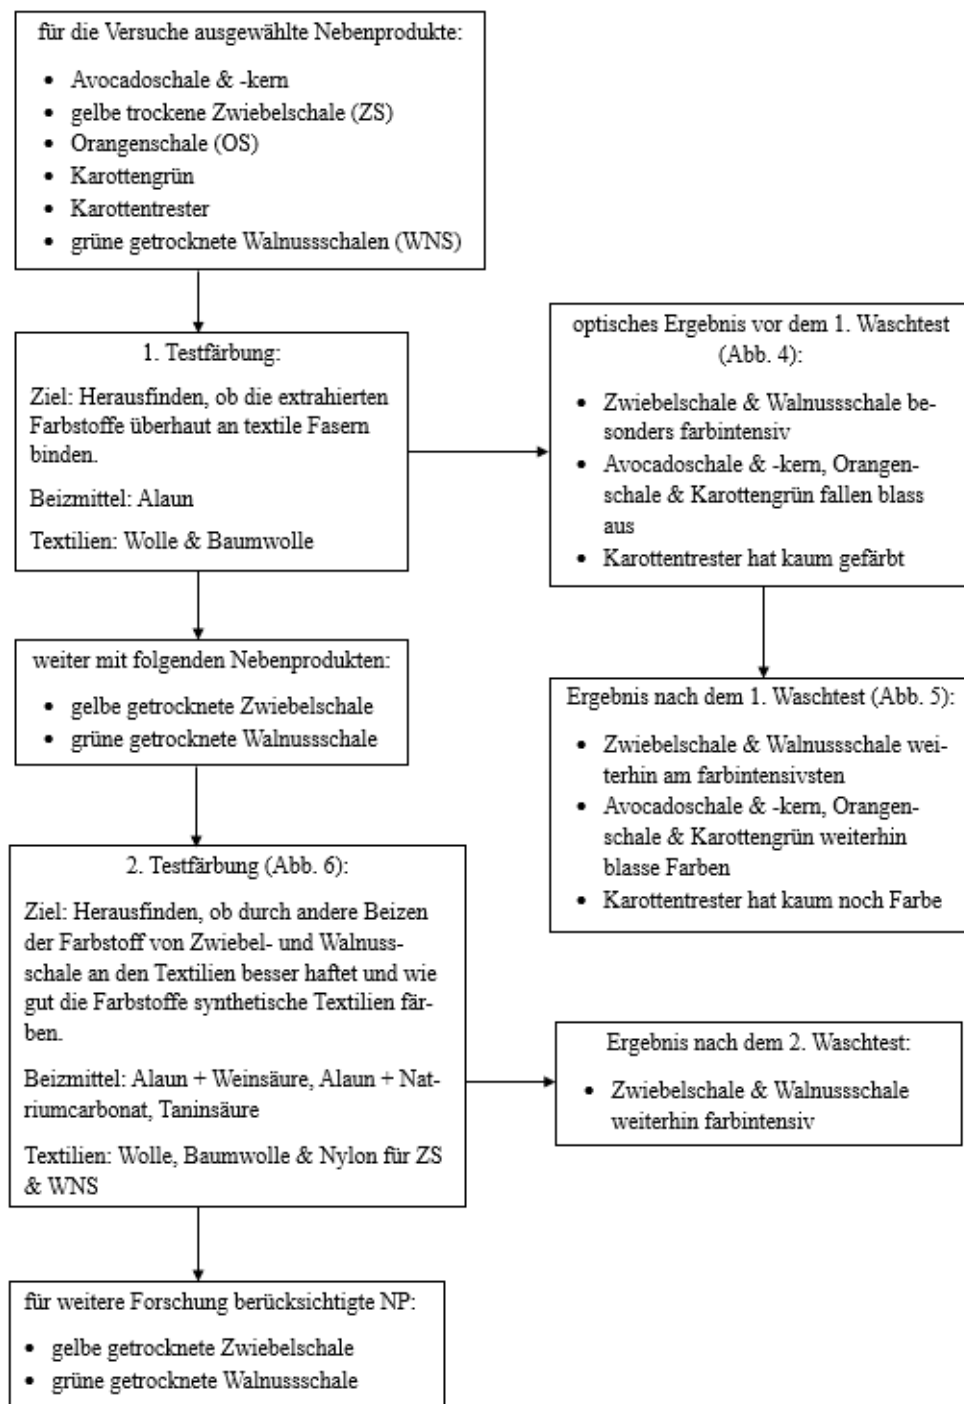 für die Versuche ausgewählte Nebenprodukte:
• Avocadoschale & -kern
• gelbe trockene Zwiebelschale (ZS)
• Orangenschale (OS)
• Karottengrün
• Karottentrester
• grüne getrocknete Walnussschalen (WNS)
1. Testfärbung:
Ziel: Herausfinden, ob die extrahierten
Farbstoffe überhaut an textile Fasern
binden.
Beizmittel: Alaun
Textilien: Wolle & Baumwolle
optisches Ergebnis vor dem 1. Waschtest
(Abb. 4):
• Zwiebelschale & Walnussschale be-
sonders farbintensiv
• Avocadoschale & -kern, Orangen-
schale & Karottengrün fallen blass
aus
• Karottentrester hat kaum gefärbt
weiter mit folgenden Nebenprodukten:
• gelbe getrocknete Zwiebelschale
• grüne getrocknete Walnussschale
Ergebnis nach dem 1. Waschtest (Abb. 5):
• Zwiebelschale & Walnussschale wei-
terhin am farbintensivsten
• Avocadoschale & -kern, Orangen-
schale & Karottengrün weiterhin
blasse Farben
• Karottentrester hat kaum noch Farbe
2. Testfärbung (Abb. 6):
Ziel: Herausfinden, ob durch andere Beizen
der Farbstoff von Zwiebel- und Walnuss-
schale an den Textilien besser haftet und wie
gut die Farbstoffe synthetische Textilien fär-
ben.
Beizmittel: Alaun + Weinsäure, Alaun + Nat-
riumcarbonat, Taninsäure
Textilien: Wolle, Baumwolle & Nylon für ZS
& WNS
Ergebnis nach dem 2. Waschtest:
• Zwiebelschale & Walnussschale
weiterhin farbintensiv
für weitere Forschung berücksichtigte NP:
• gelbe getrocknete Zwiebelschale
• grüne getrocknete Walnussschale